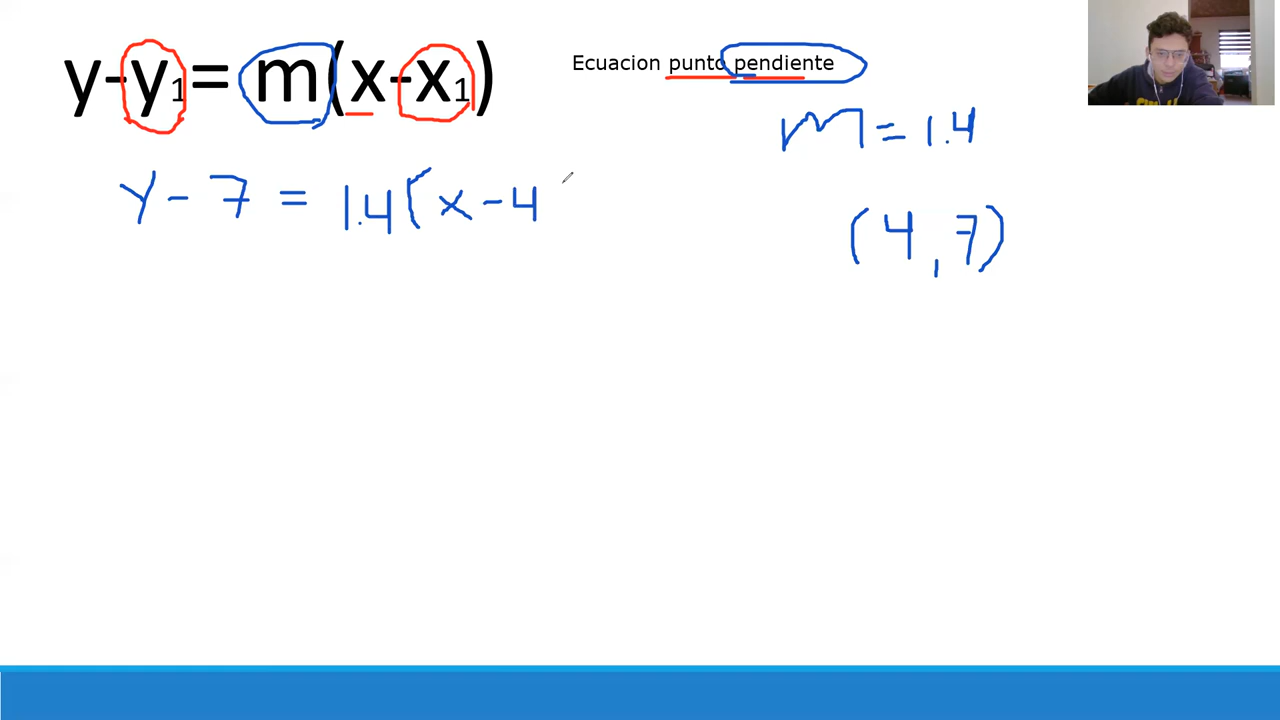 y-y1= m(x-x1)
Ecuacion punto pendiente
m = 1.4
y - 7 = 1.4(x - 4
(4,7)